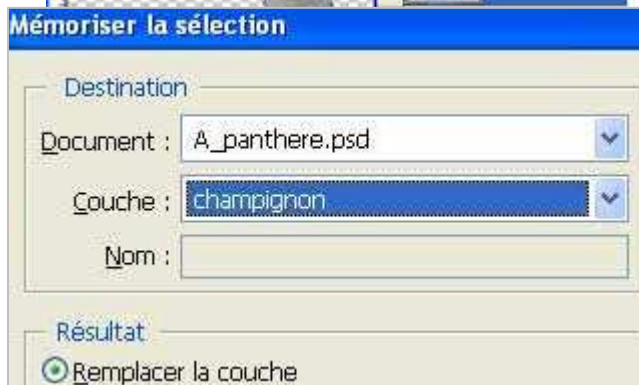 Mémoriser la sélection
Destination
Document : A_panthere.psd
Couche : champignon
Nom :
Résultat
Remplacer la couche